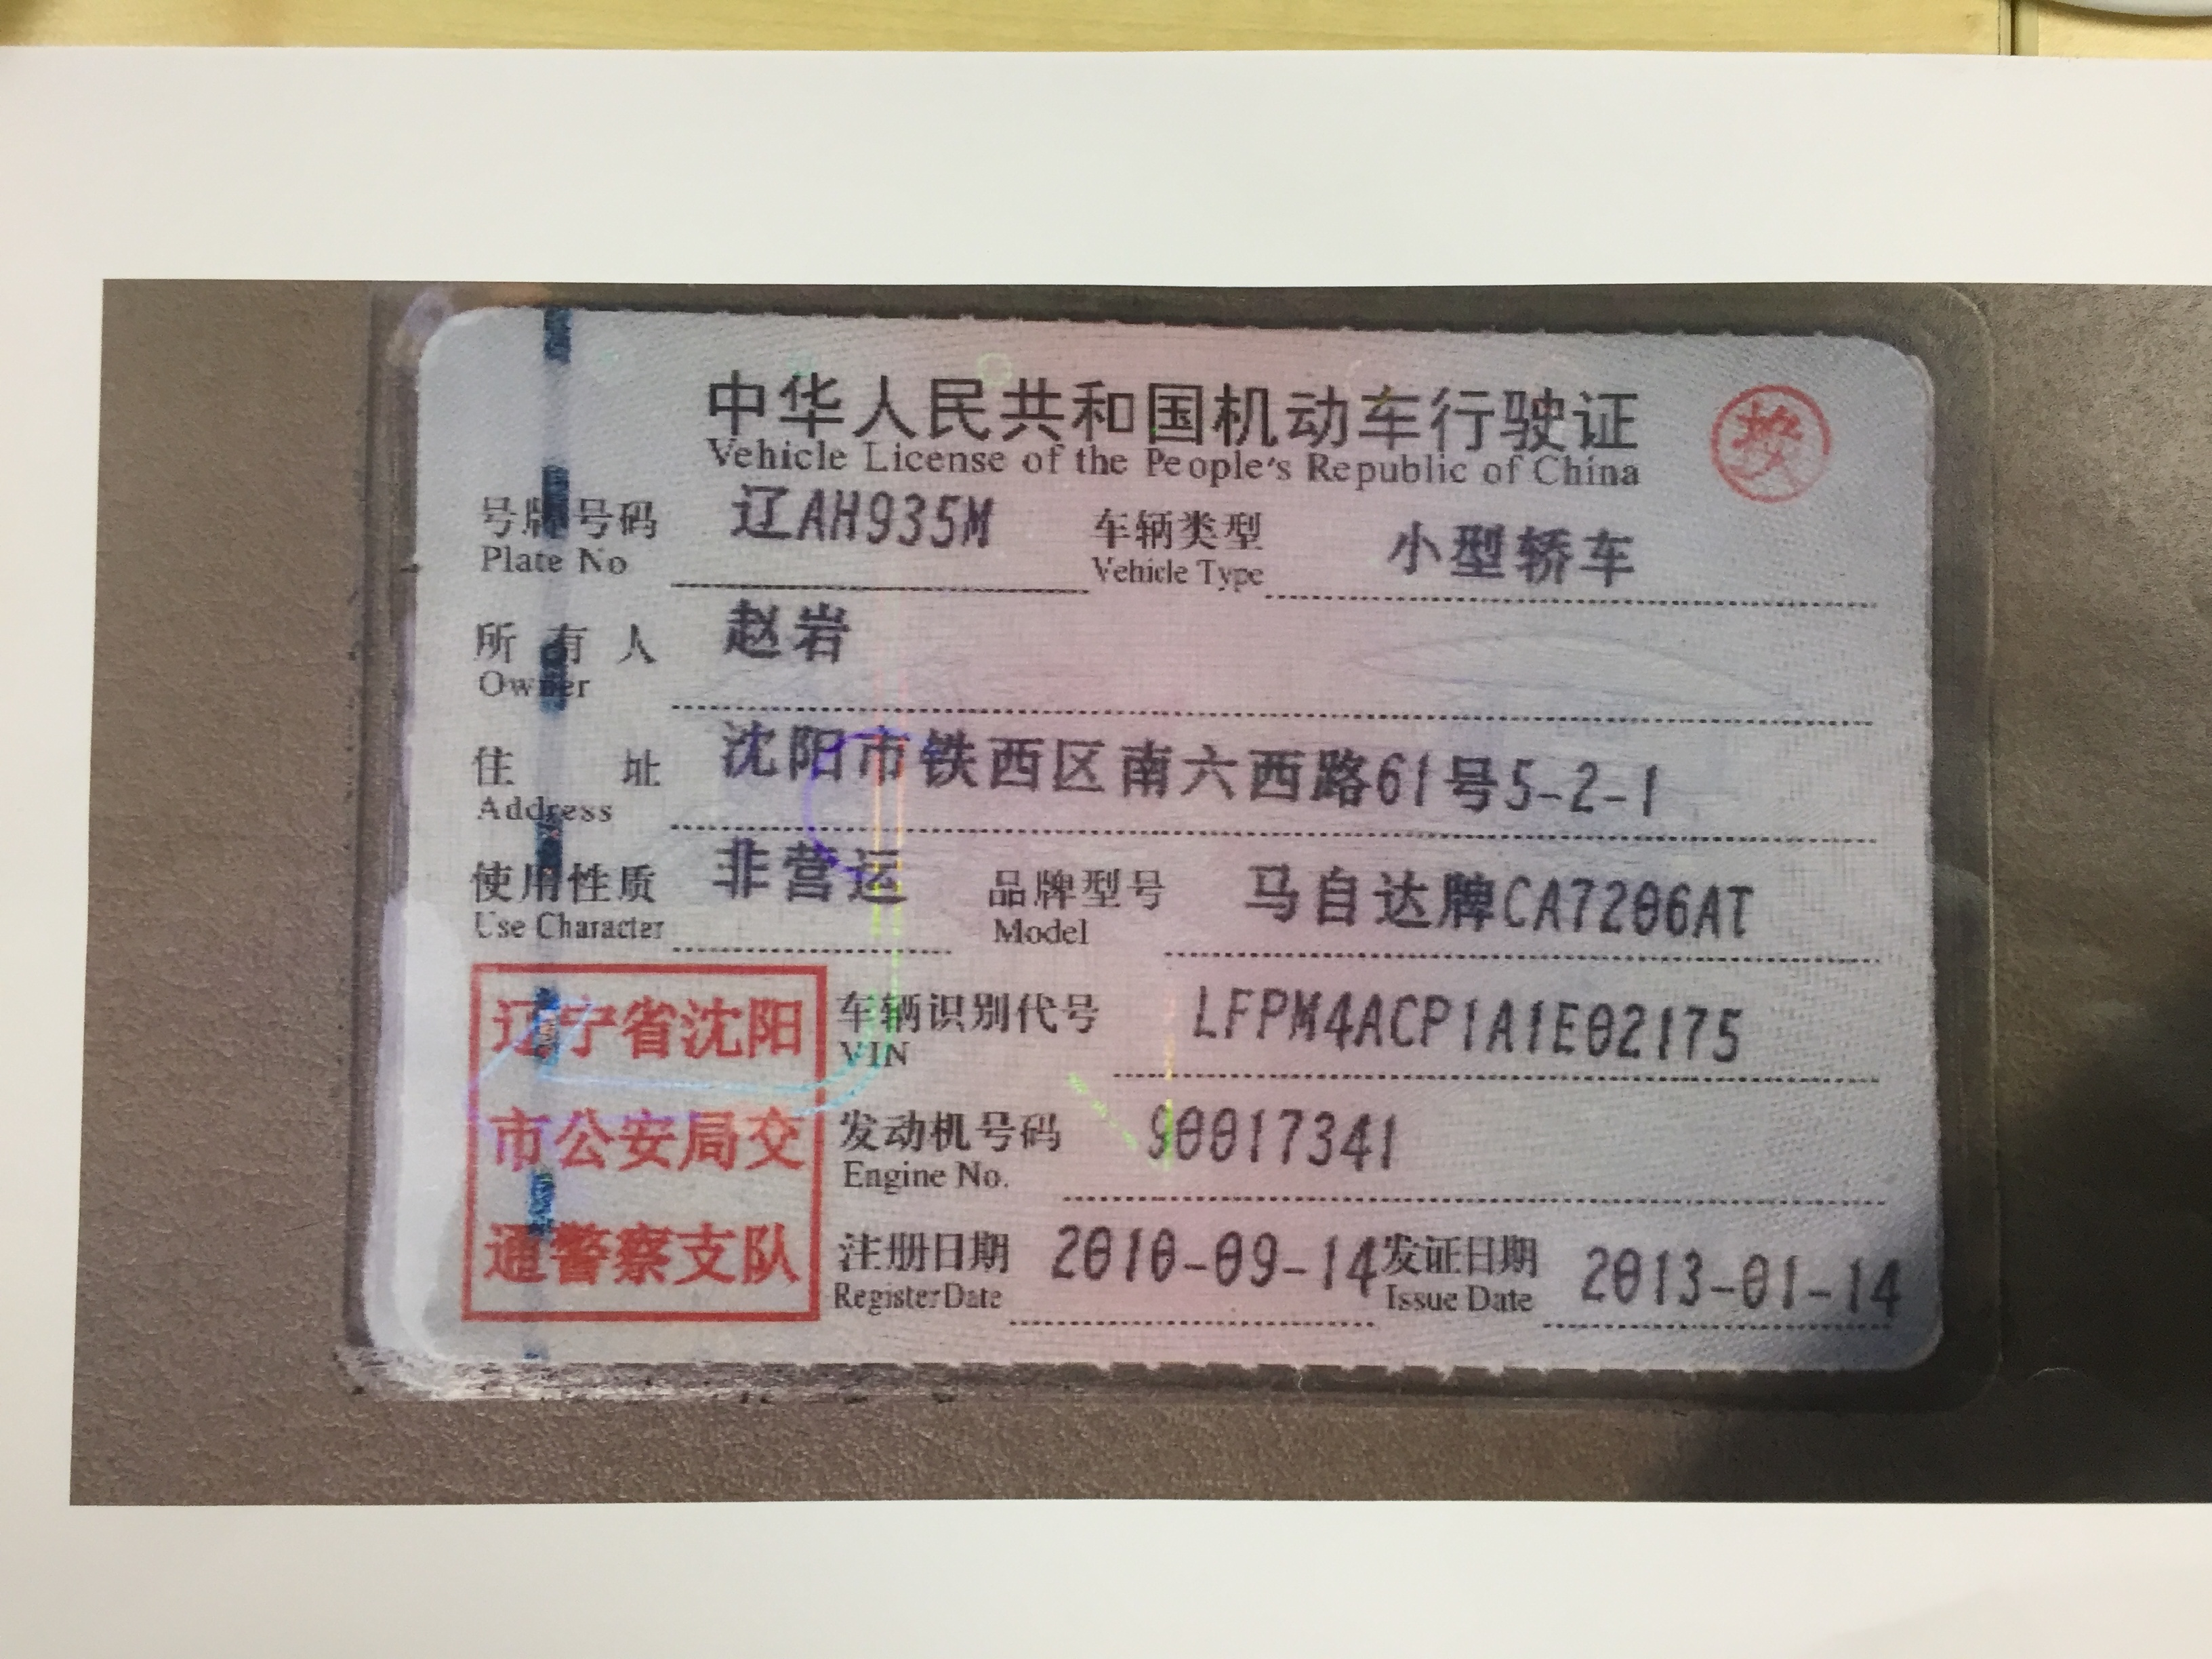 中华人民共和国机动车行驶证
Vehicle License of the People's Republic of China
号牌号码 辽AH935M 车辆类型 小型轿车
Plate No Vehicle Type
所有人 赵岩
Owner
住址 沈阳市铁西区南六西路61号5-2-1
Address
使用性质 非营运 品牌型号 马自达牌CA7206AT
Use Character Model
辽宁省沈阳
市公安局交
通警察支队
车辆识别代号 LFPM4ACP1A1E02175
VIN
发动机号码 90017341
Engine No.
注册日期 2010-09-14 发证日期 2013-01-14
Register Date Issue Date